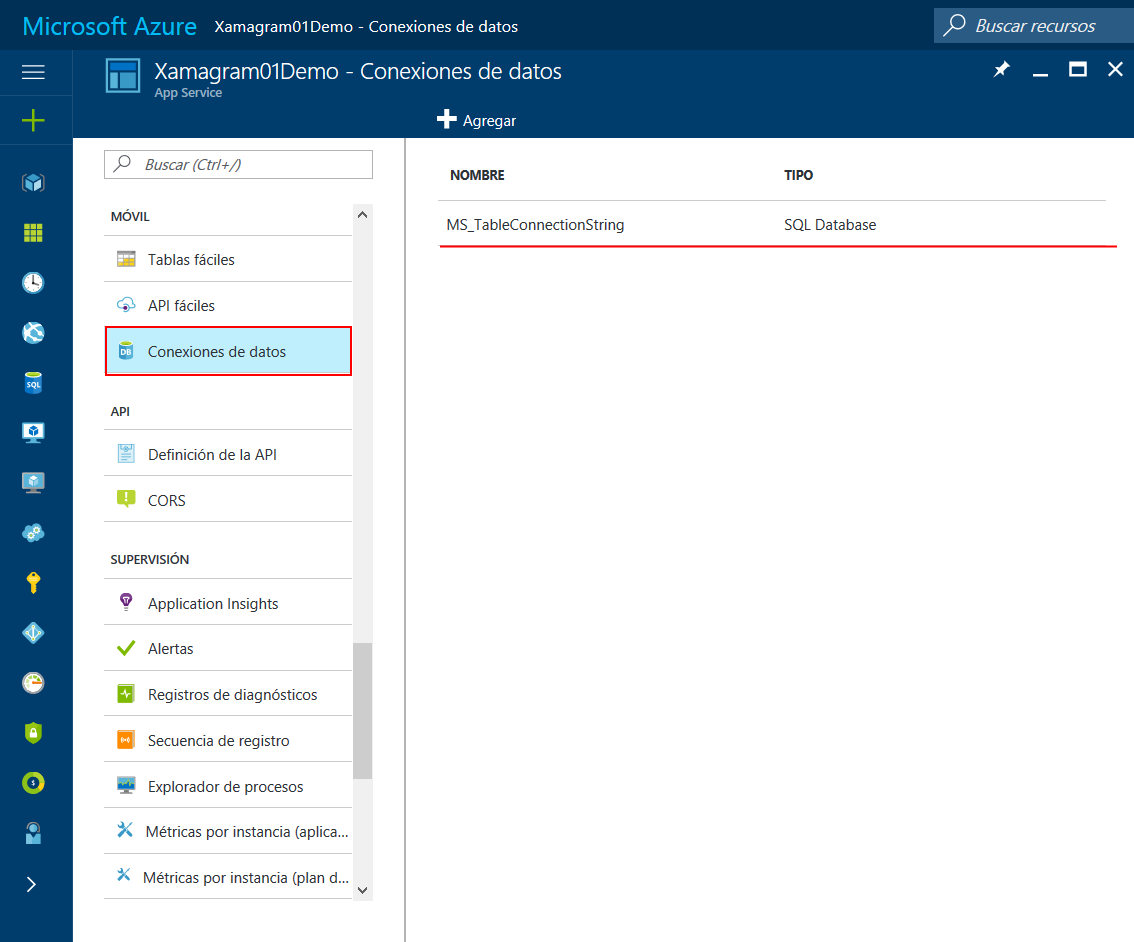 Microsoft Azure Xamagram01Demo - Conexiones de datos
Buscar recursos
Xamagram01Demo - Conexiones de datos
App Service
Agregar
Buscar (Ctrl+/)
MÓVIL
Tablas fáciles
API fáciles
DB Conexiones de datos
API
Definición de la API
CORS
SUPERVISIÓN
Application Insights
Alertas
Registros de diagnósticos
Secuencia de registro
Explorador de procesos
Métricas por instancia (aplica...
Métricas por instancia (plan d...
NOMBRE TIPO
MS_TableConnectionString SQL Database
SQL